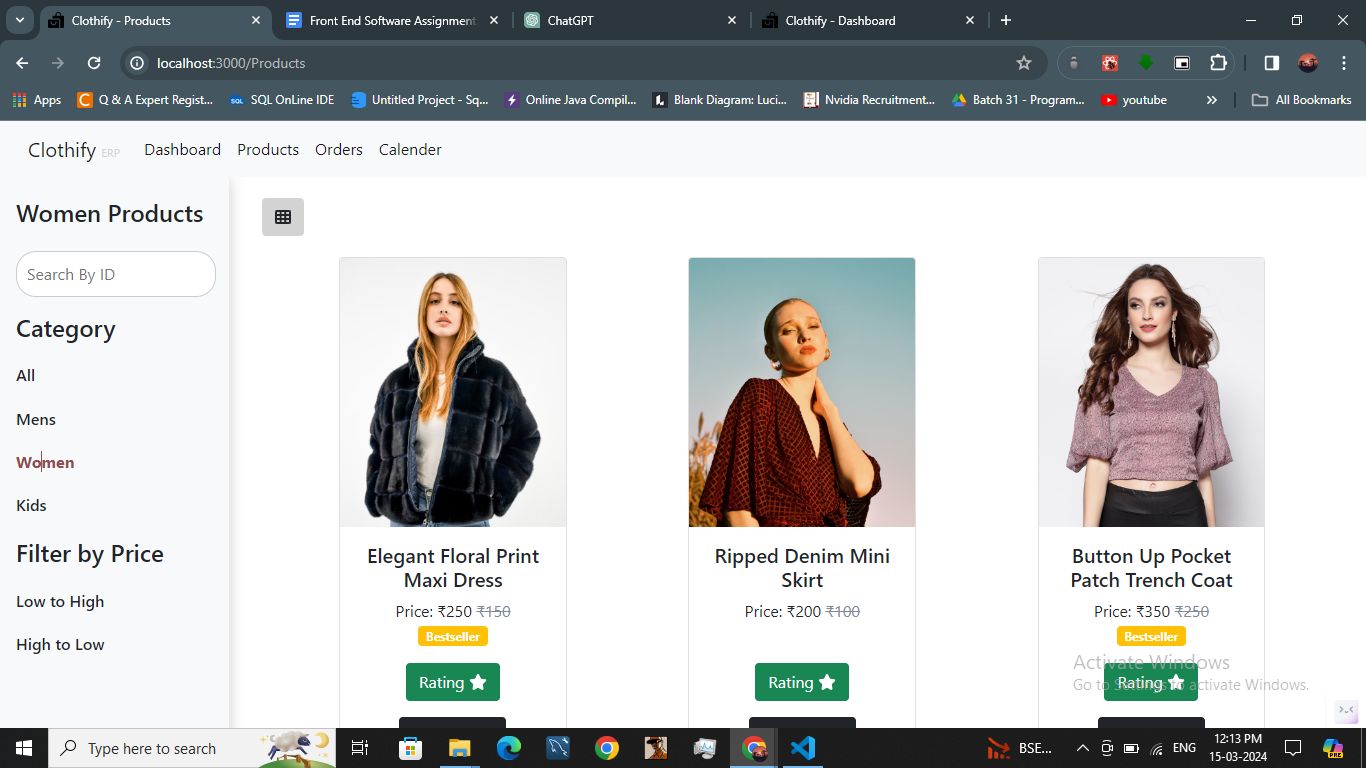 Clothify - Products
Front End Software Assignment
ChatGPT
Clothify - Dashboard
localhost:3000/Products
Apps
Q & A Expert Regist...
SQL OnLine IDE
Untitled Project - Sq...
Online Java Compil...
Blank Diagram: Luci...
Nvidia Recruitment...
Batch 31 - Program...
youtube
»
All Bookmarks
Clothify ERP
Dashboard
Products
Orders
Calender
Women Products
Search By ID
Category
All
Mens
Women
Kids
Filter by Price
Low to High
High to Low
Elegant Floral Print
Maxi Dress
Price: ₹250 ₹150
Bestseller
Rating
Ripped Denim Mini
Skirt
Price: ₹200 ₹100
Rating
Button Up Pocket
Patch Trench Coat
Price: ₹350 ₹250
Bestseller
Rating
Activate Windows
Go to Settings to activate Windows.
Type here to search
BSE...
ENG
12:13 PM
15-03-2024
PRE